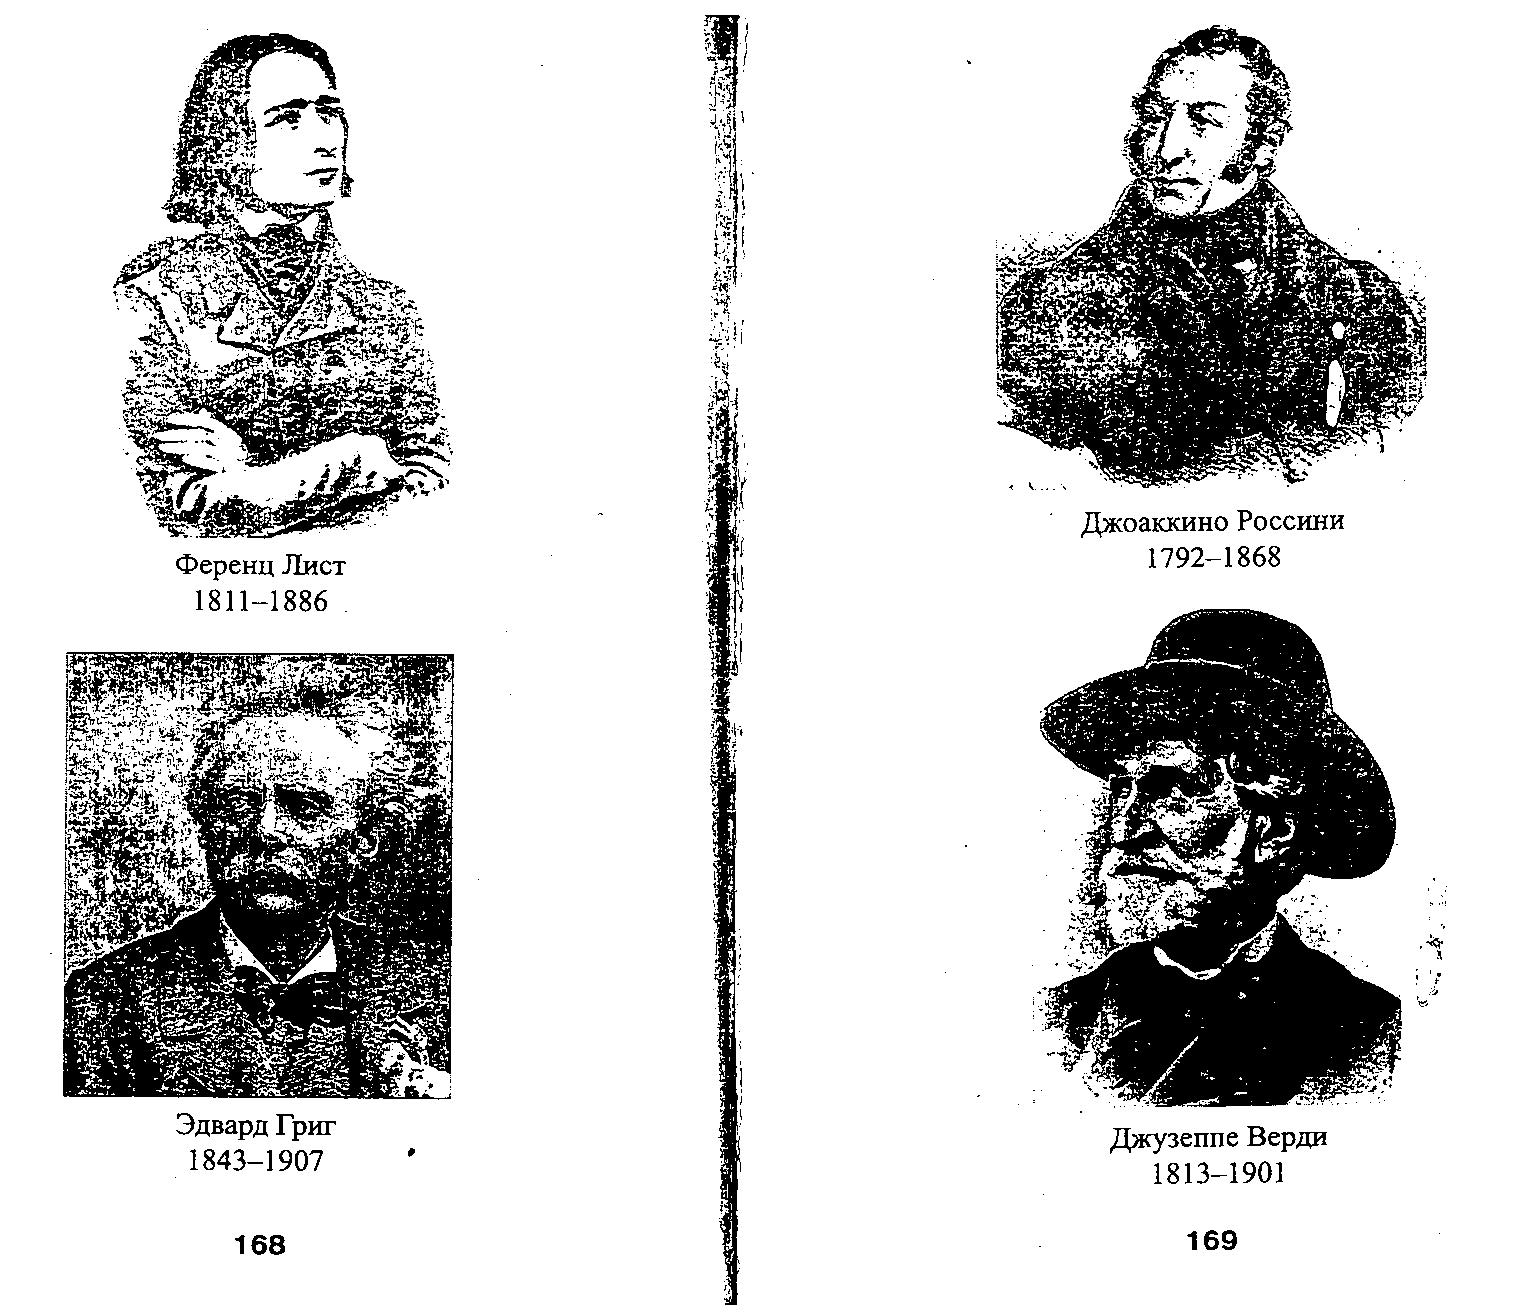 Ференц Лист
1811–1886
Эдвард Григ
1843–1907
168
Джоаккино Россини
1792–1868
Джузеппе Верди
1813–1901
169